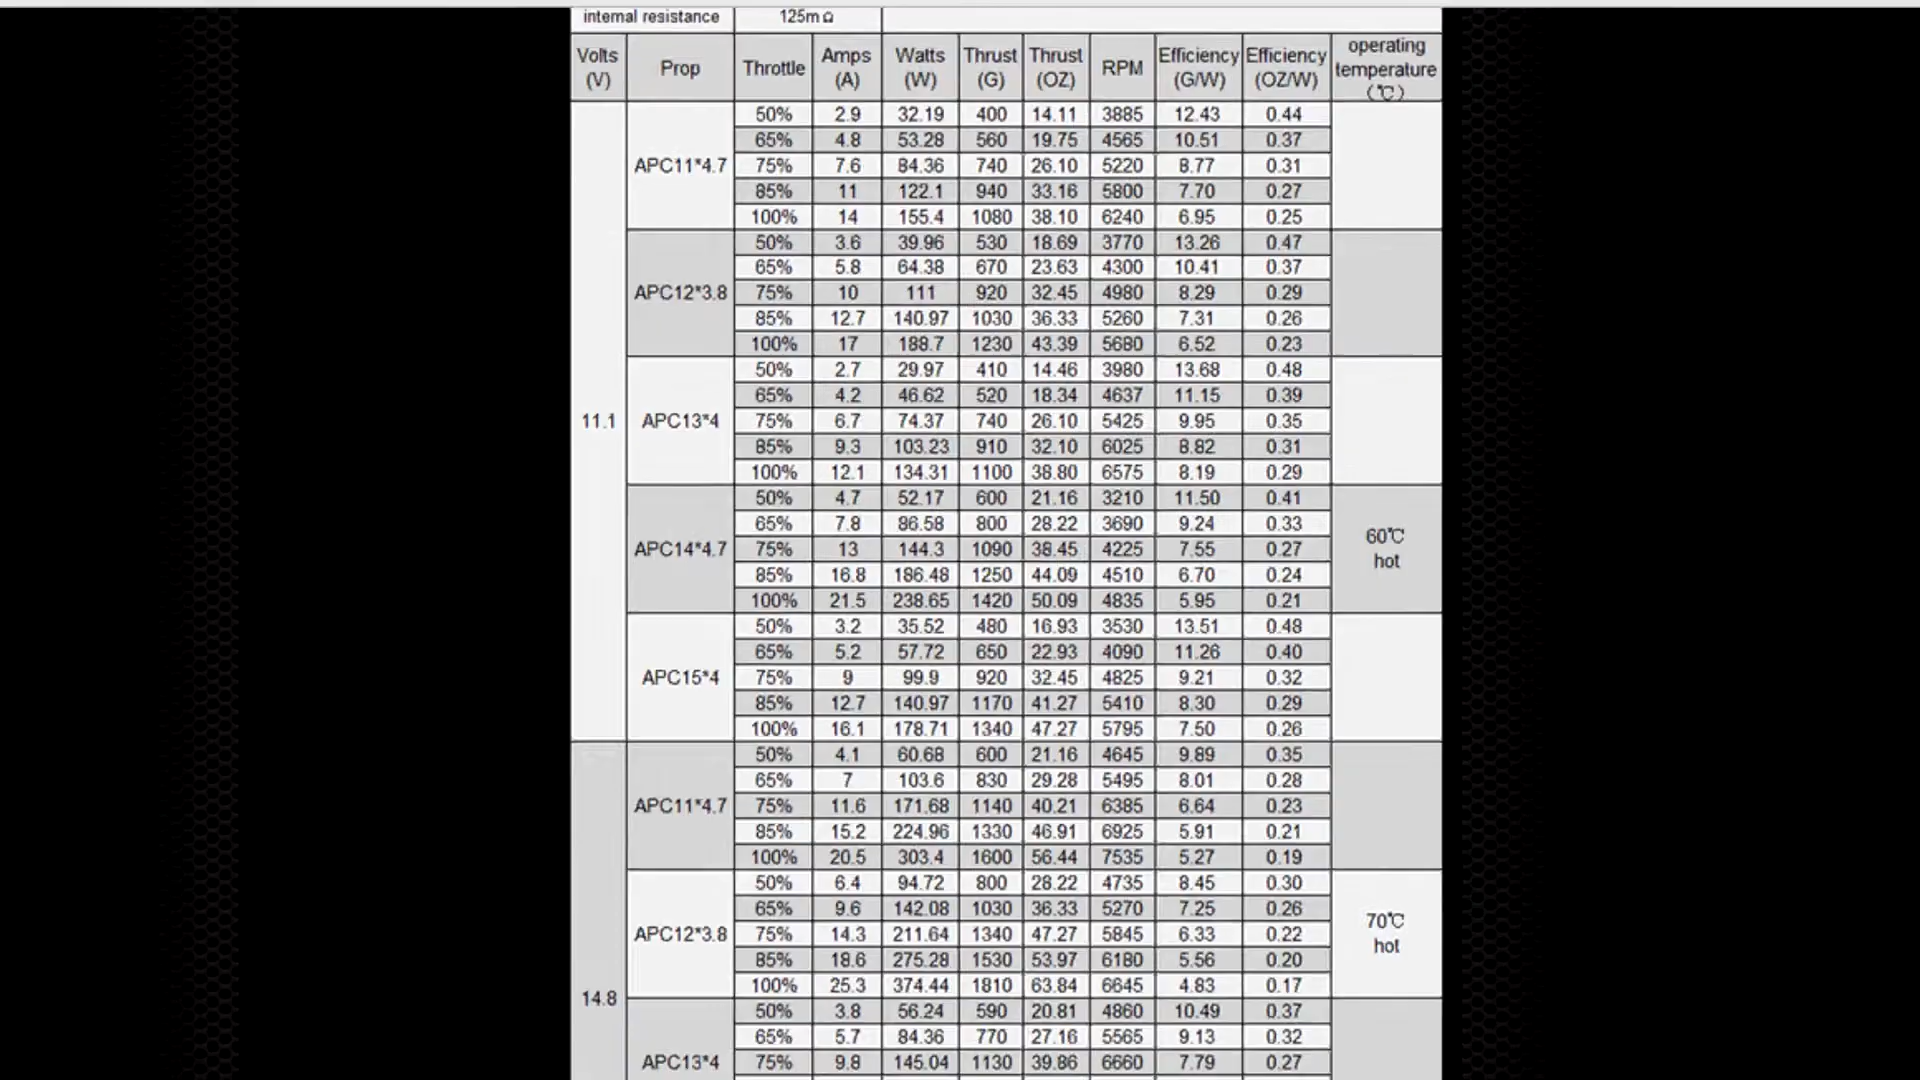 internal resistance 125mΩ
Volts (V) Prop Throttle Amps (A) Watts (W) Thrust (G) Thrust (OZ) RPM Efficiency (G/W) Efficiency (OZ/W) operating temperature (℃)
11.1
APC11*4.7
50% 2.9 32.19 400 14.11 3885 12.43 0.44
65% 4.8 53.28 560 19.75 4565 10.51 0.37
75% 7.6 84.36 740 26.10 5220 8.77 0.31
85% 11 122.1 940 33.16 5800 7.70 0.27
100% 14 155.4 1080 38.10 6240 6.95 0.25
APC12*3.8
50% 3.6 39.96 530 18.69 3770 13.26 0.47
65% 5.8 64.38 670 23.63 4300 10.41 0.37
75% 10 111 920 32.45 4980 8.29 0.29
85% 12.7 140.97 1030 36.33 5260 7.31 0.26
100% 17 188.7 1230 43.39 5680 6.52 0.23
APC13*4
50% 2.7 29.97 410 14.46 3980 13.68 0.48
65% 4.2 46.62 520 18.34 4637 11.15 0.39
75% 6.7 74.37 740 26.10 5425 9.95 0.35
85% 9.3 103.23 910 32.10 6025 8.82 0.31
100% 12.1 134.31 1100 38.80 6575 8.19 0.29
APC14*4.7
50% 4.7 52.17 600 21.16 3210 11.50 0.41
65% 7.8 86.58 800 28.22 3690 9.24 0.33
75% 13 144.3 1090 38.45 4225 7.55 0.27
85% 16.8 186.48 1250 44.09 4510 6.70 0.24
100% 21.5 238.65 1420 50.09 4835 5.95 0.21
60℃
hot
APC15*4
50% 3.2 35.52 480 16.93 3530 13.51 0.48
65% 5.2 57.72 650 22.93 4090 11.26 0.40
75% 9 99.9 920 32.45 4825 9.21 0.32
85% 12.7 140.97 1170 41.27 5410 8.30 0.29
100% 16.1 178.71 1340 47.27 5795 7.50 0.26
14.8
APC11*4.7
50% 4.1 60.68 600 21.16 4645 9.89 0.35
65% 7 103.6 830 29.28 5495 8.01 0.28
75% 11.6 171.68 1140 40.21 6385 6.64 0.23
85% 15.2 224.96 1330 46.91 6925 5.91 0.21
100% 20.5 303.4 1600 56.44 7535 5.27 0.19
APC12*3.8
50% 6.4 94.72 800 28.22 4735 8.45 0.30
65% 9.6 142.08 1030 36.33 5270 7.25 0.26
75% 14.3 211.64 1340 47.27 5845 6.33 0.22
85% 18.6 275.28 1530 53.97 6180 5.56 0.20
100% 25.3 374.44 1810 63.84 6645 4.83 0.17
70℃
hot
APC13*4
50% 3.8 56.24 590 20.81 4860 10.49 0.37
65% 5.7 84.36 770 27.16 5565 9.13 0.32
75% 9.8 145.04 1130 39.86 6660 7.79 0.27